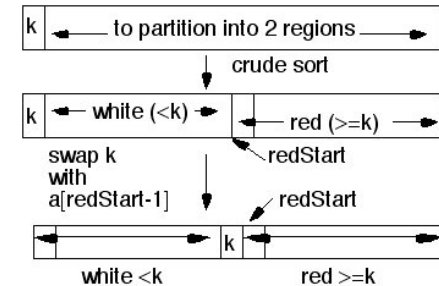 k to partition into 2 regions
crude sort
k white (<k) red (>=k)
swap k
with
a[redStart-1]
redStart
redStart
k
white <k red >=k